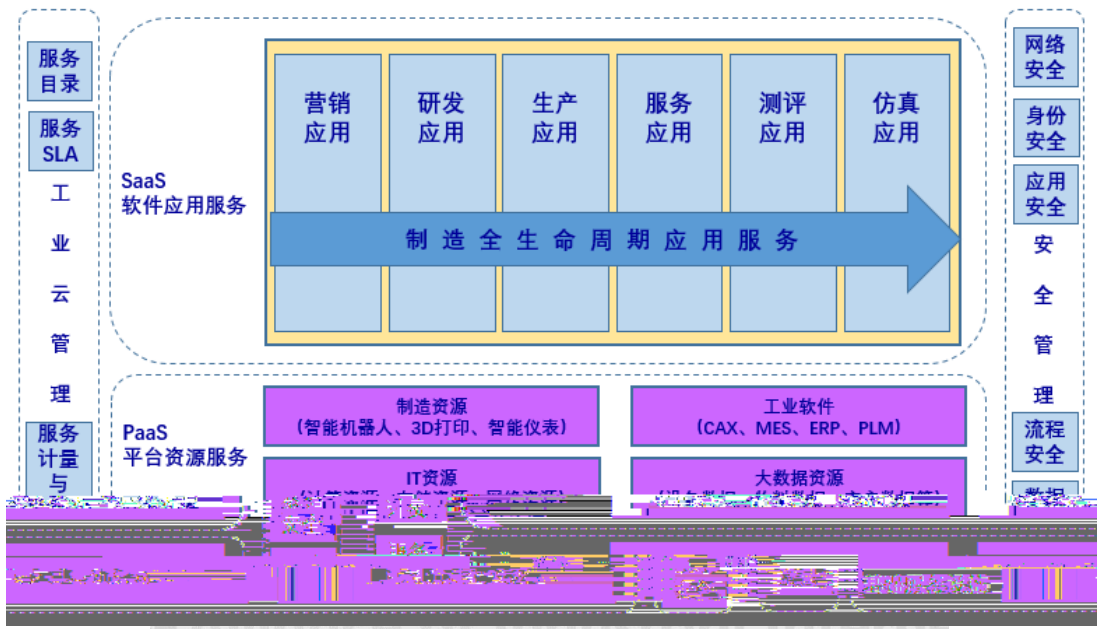 服务
目录
服务
SLA
工
业
云
管
理
服务
计量
与
SaaS
软件应用服务
营销
应用
研发
应用
生产
应用
服务
应用
测评
应用
仿真
应用
制造全生命周期应用服务
PaaS
平台资源服务
制造资源
(智能机器人、3D打印、智能仪表)
工业软件
(CAX、MES、ERP、PLM)
IT资源
大数据资源
网络
安全
身份
安全
应用
安全
安
全
管
理
流程
安全